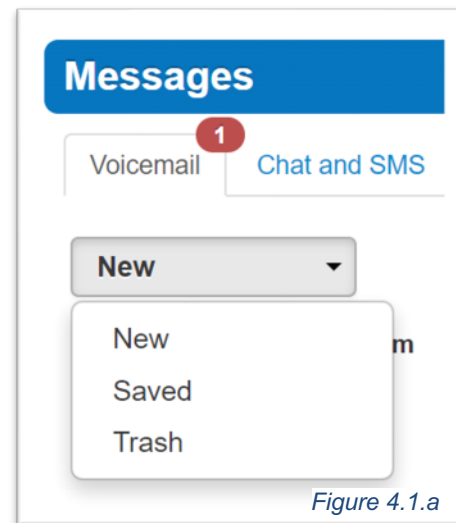 Messages
1
Voicemail Chat and SMS
New
New
m
Saved
Trash
Figure 4.1.a